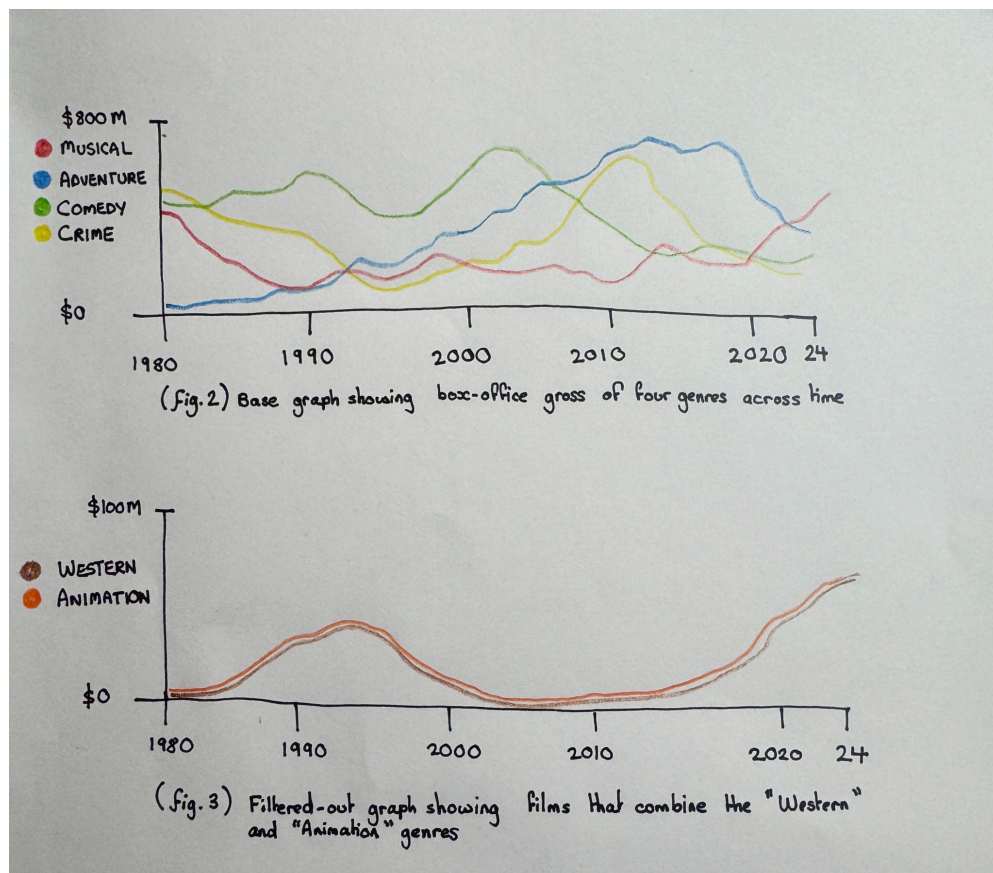 $800M
MUSICAL
ADVENTURE
COMEDY
CRIME
$0
1980 1990 2000 2010 2020 24
(fig.2) Base graph showing box-office gross of four genres across time
$100M
WESTERN
ANIMATION
$0
1980 1990 2000 2010 2020 24
(fig.3) Filtered-out graph showing films that combine the "Western"
and "Animation" genres